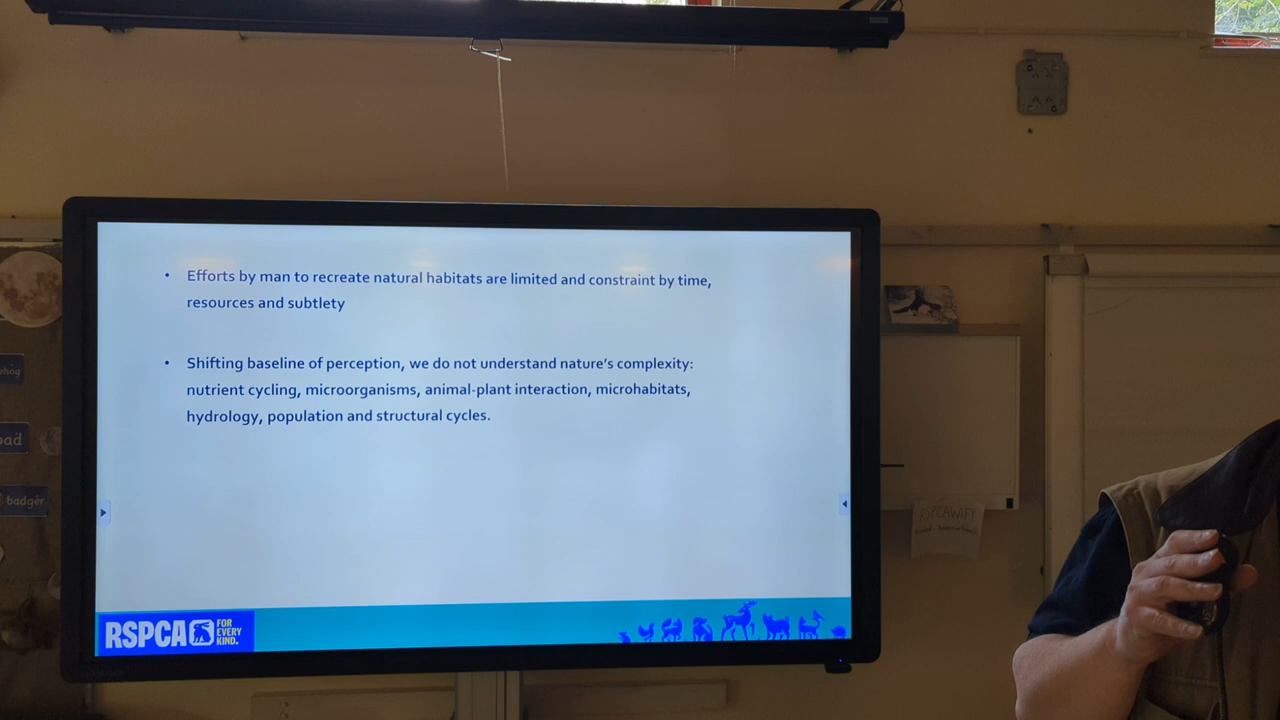 • Efforts by man to recreate natural habitats are limited and constraint by time,
resources and subtlety
• Shifting baseline of perception, we do not understand nature's complexity:
nutrient cycling, microorganisms, animal-plant interaction, microhabitats,
hydrology, population and structural cycles.
RSPCA
FOR
EVERY
KIND.
badger
RSPCAWIFI